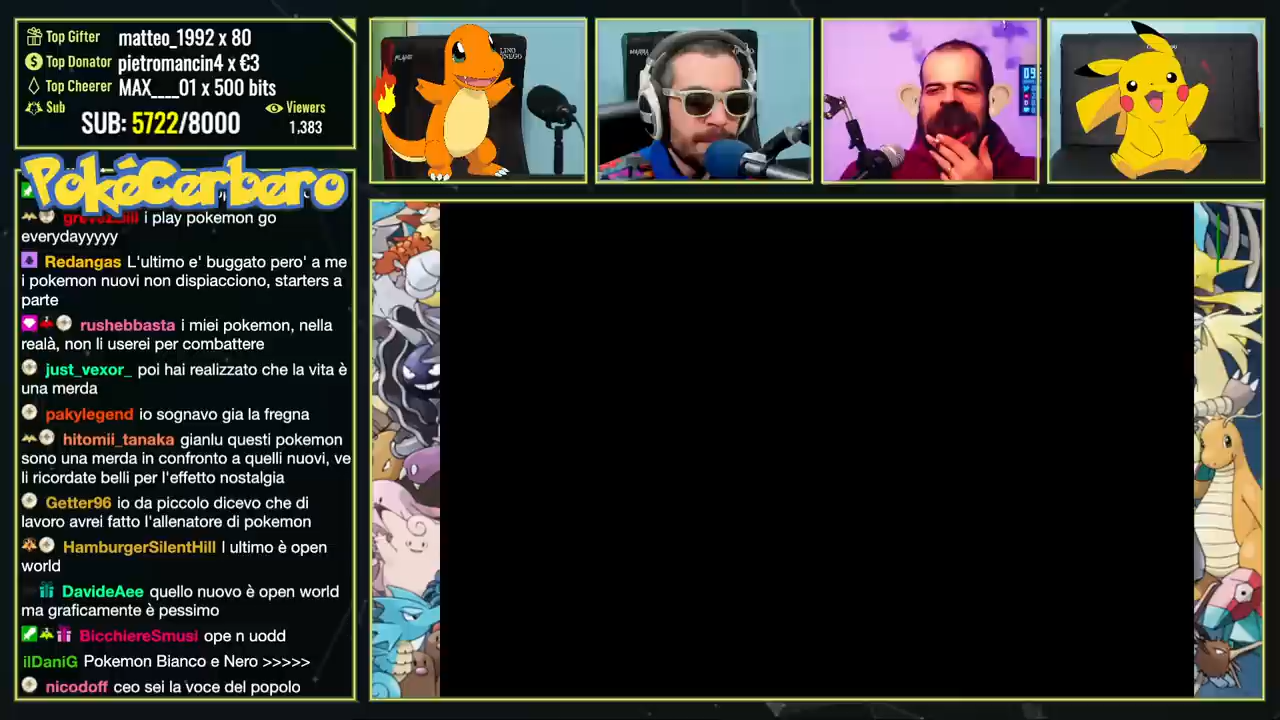 Top Gifter matteo_1992 x 80
Top Donator pietromancin4 x €3
Top Cheerer MAX____01 x 500 bits
Sub
Viewers
SUB: 5722/8000
1,383
PokéCerbero
i play pokemon go
everydayyyyy
Redangas L'ultimo e' buggato pero' a me
i pokemon nuovi non dispiacciono, starters a
parte
rushebbasta i miei pokemon, nella
realà, non li userei per combattere
just_vexor_ poi hai realizzato che la vita è
una merda
pakylegend io sognavo gia la fregna
hitomii_tanaka gianlu questi pokemon
sono una merda in confronto a quelli nuovi, ve
li ricordate belli per l'effetto nostalgia
Getter96 io da piccolo dicevo che di
lavoro avrei fatto l'allenatore di pokemon
HamburgerSilentHill l ultimo è open
world
DavideAee quello nuovo è open world
ma graficamente è pessimo
BicchiereSmusi ope n uodd
ilDaniG Pokemon Bianco e Nero >>>>>
nicodoff ceo sei la voce del popolo